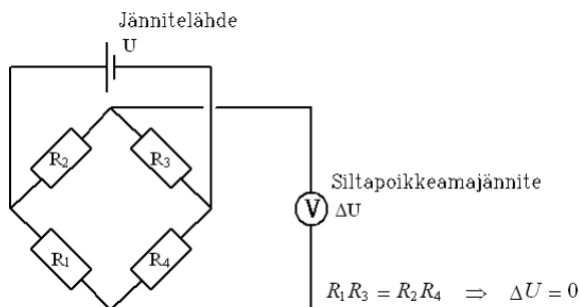 Jännitelähde
U
R₂
R₃
Siltapoikkeamajännite
V ΔU
R₁
R₄
R₁R₃ = R₂R₄ ⇒ ΔU = 0